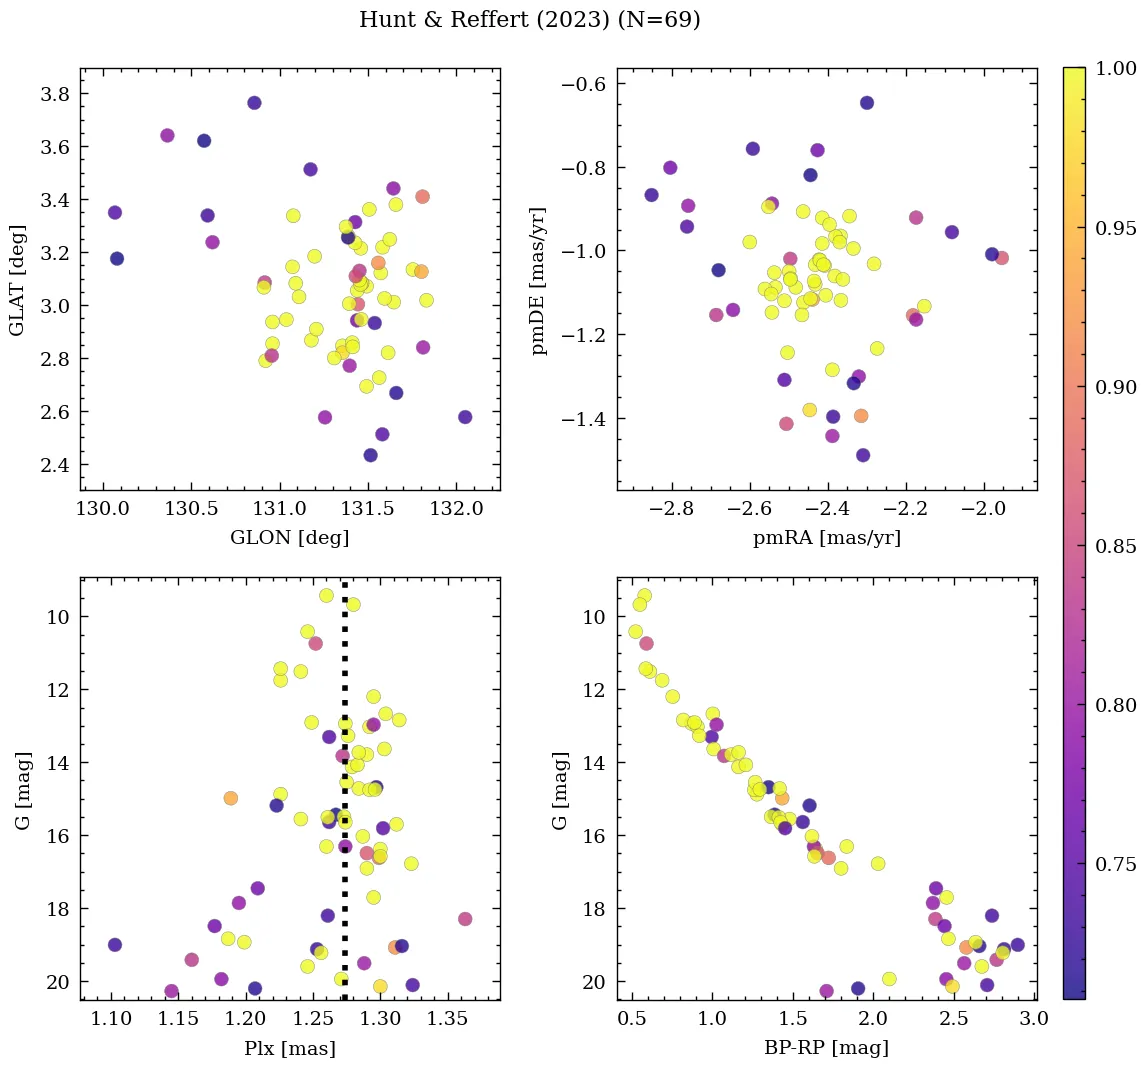 Hunt & Reffert (2023) (N=69)
3.8
3.6
3.4
3.2
3.0
2.8
2.6
2.4
GLAT [deg]
130.0 130.5 131.0 131.5 132.0
GLON [deg]
−0.6
−0.8
−1.0
−1.2
−1.4
pmDE [mas/yr]
−2.8 −2.6 −2.4 −2.2 −2.0
pmRA [mas/yr]
1.00
0.95
0.90
0.85
0.80
0.75
10
12
14
16
18
20
G [mag]
1.10 1.15 1.20 1.25 1.30 1.35
Plx [mas]
10
12
14
16
18
20
G [mag]
0.5 1.0 1.5 2.0 2.5 3.0
BP-RP [mag]